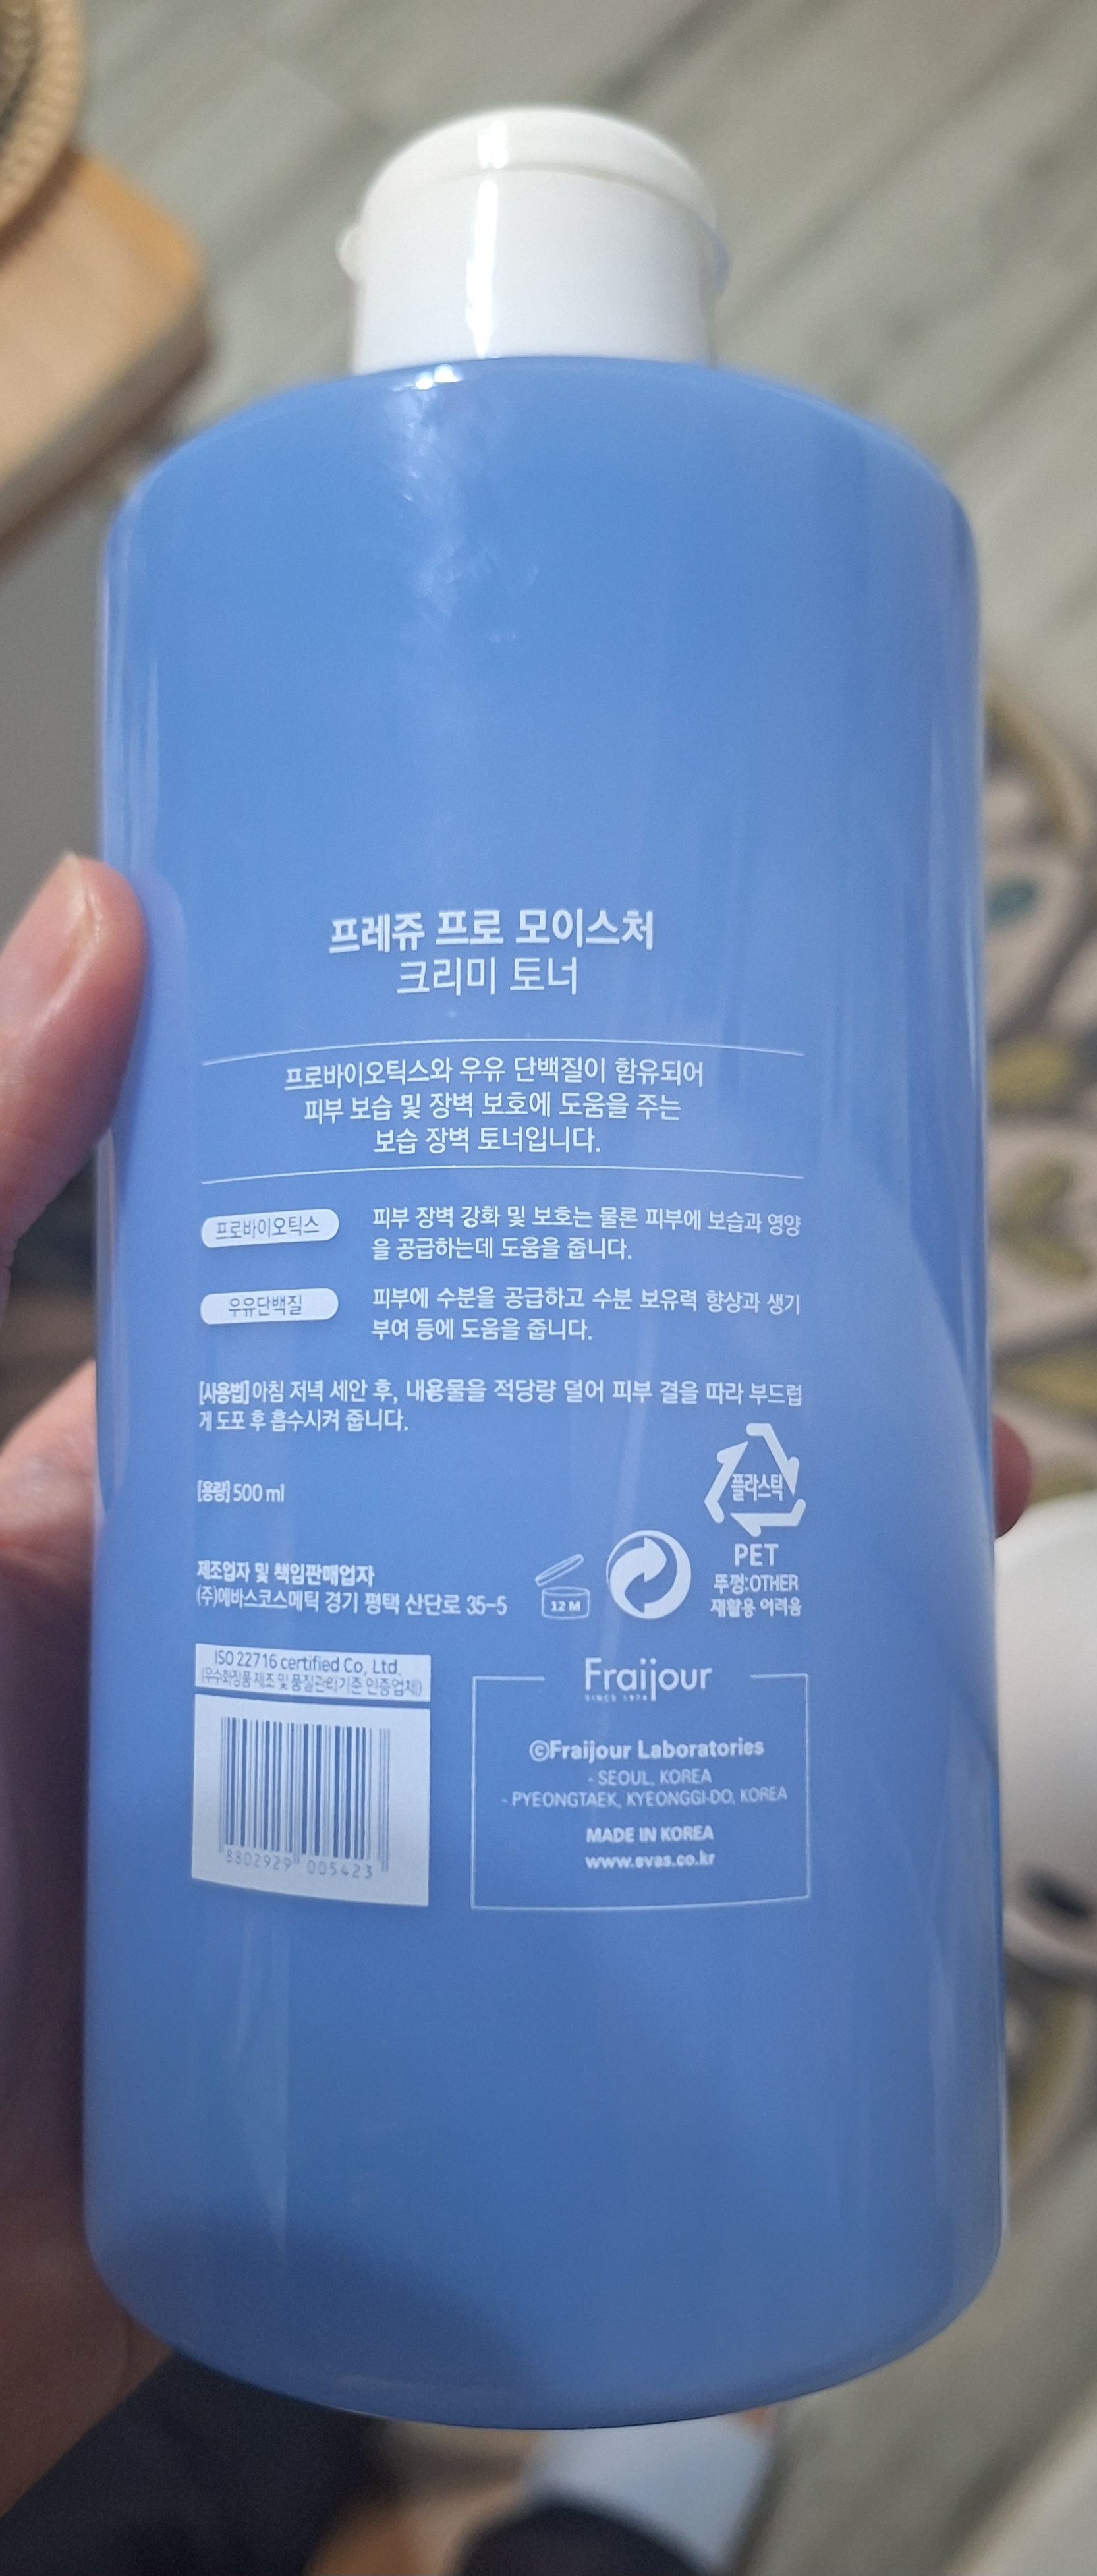 프레쥬 프로 모이스처
크리미 토너
프로바이오틱스와 우유 단백질이 함유되어
피부 보습 및 장벽 보호에 도움을 주는
보습 장벽 토너입니다.
프로바이오틱스
피부 장벽 강화 및 보호는 물론 피부에 보습과 영양
을 공급하는데 도움을 줍니다.
우유단백질
피부에 수분을 공급하고 수분 보유력 향상과 생기
부여 등에 도움을 줍니다.
[사용법] 아침 저녁 세안 후, 내용물을 적당량 덜어 피부 결을 따라 부드럽
게 도포 후 흡수시켜 줍니다.
[용량] 500 ml
플라스틱
PET
뚜껑:OTHER
재활용 어려움
제조업자 및 책임판매업자
(주)에바스코스메틱 경기 평택 산단로 35-5
12 M
ISO 22716 certified Co, Ltd.
(우수화장품 제조 및 품질관리기준 인증업체)
8802929 005423
Fraijour
SINCE 1974
©Fraijour Laboratories
- SEOUL, KOREA
- PYEONGTAEK, KYEONGGI-DO, KOREA
MADE IN KOREA
www.evas.co.kr